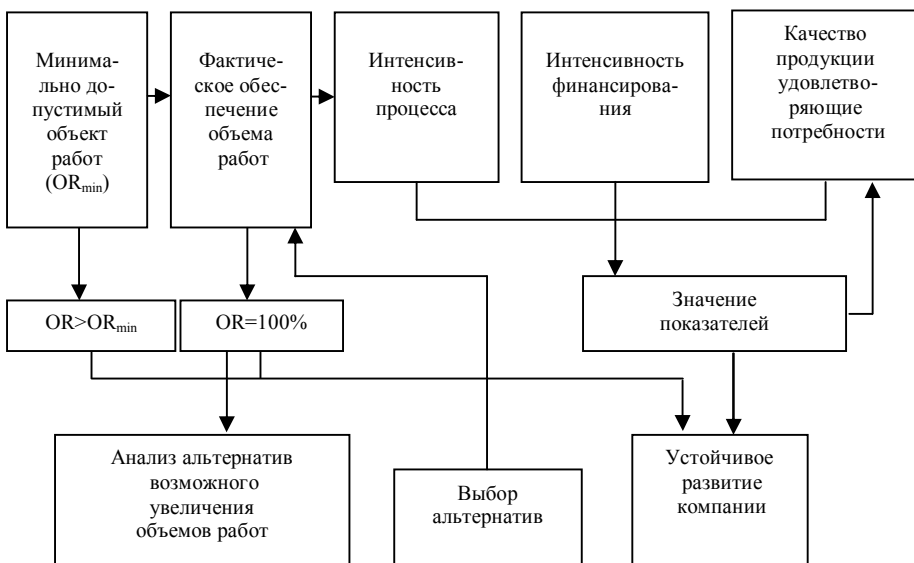 Минима-
льно до-
пустимый
объект
работ
(ORmin)
Фактиче-
ское обес-
печение
объема
работ
Интенсив-
ность
процесса
Интенсивность
финансирова-
ния
Качество
продукции
удовлетво-
ряющие
потребности
OR>ORmin
OR=100%
Значение
показателей
Анализ альтернатив
возможного
увеличения
объемов работ
Выбор
альтернатив
Устойчивое
развитие
компании